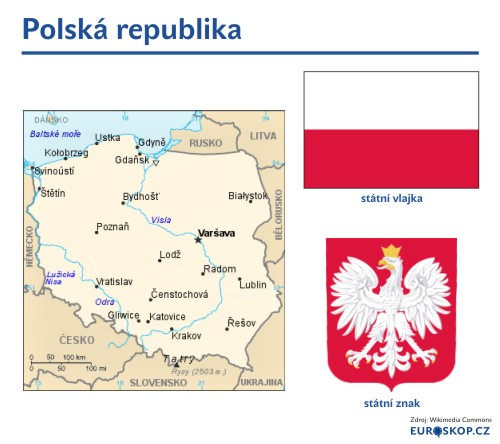 Polská republika
DÁNSKO
Baltské moře
Ustka
Gdyně
LITVA
Kołobrzeg
Gdaňsk
RUSKO
Svinoústí
Štětín
Bydhošť
Białystok
Visla
Poznaň
Varšava
BĚLORUSKO
NĚMECKO
Lodž
Lužická
Nisa
Radom
Vratislav
Lublin
Odra
Čenstochová
Gliwice
Katovice
Řešov
Krakov
ČESKO
Tatry
0 50 100 km
0 50 100 mi
Rysy (2503 m.)
SLOVENSKO
UKRAJINA
státní vlajka
státní znak
Zdroj: Wikimedia Commons
EUROSKOP.CZ